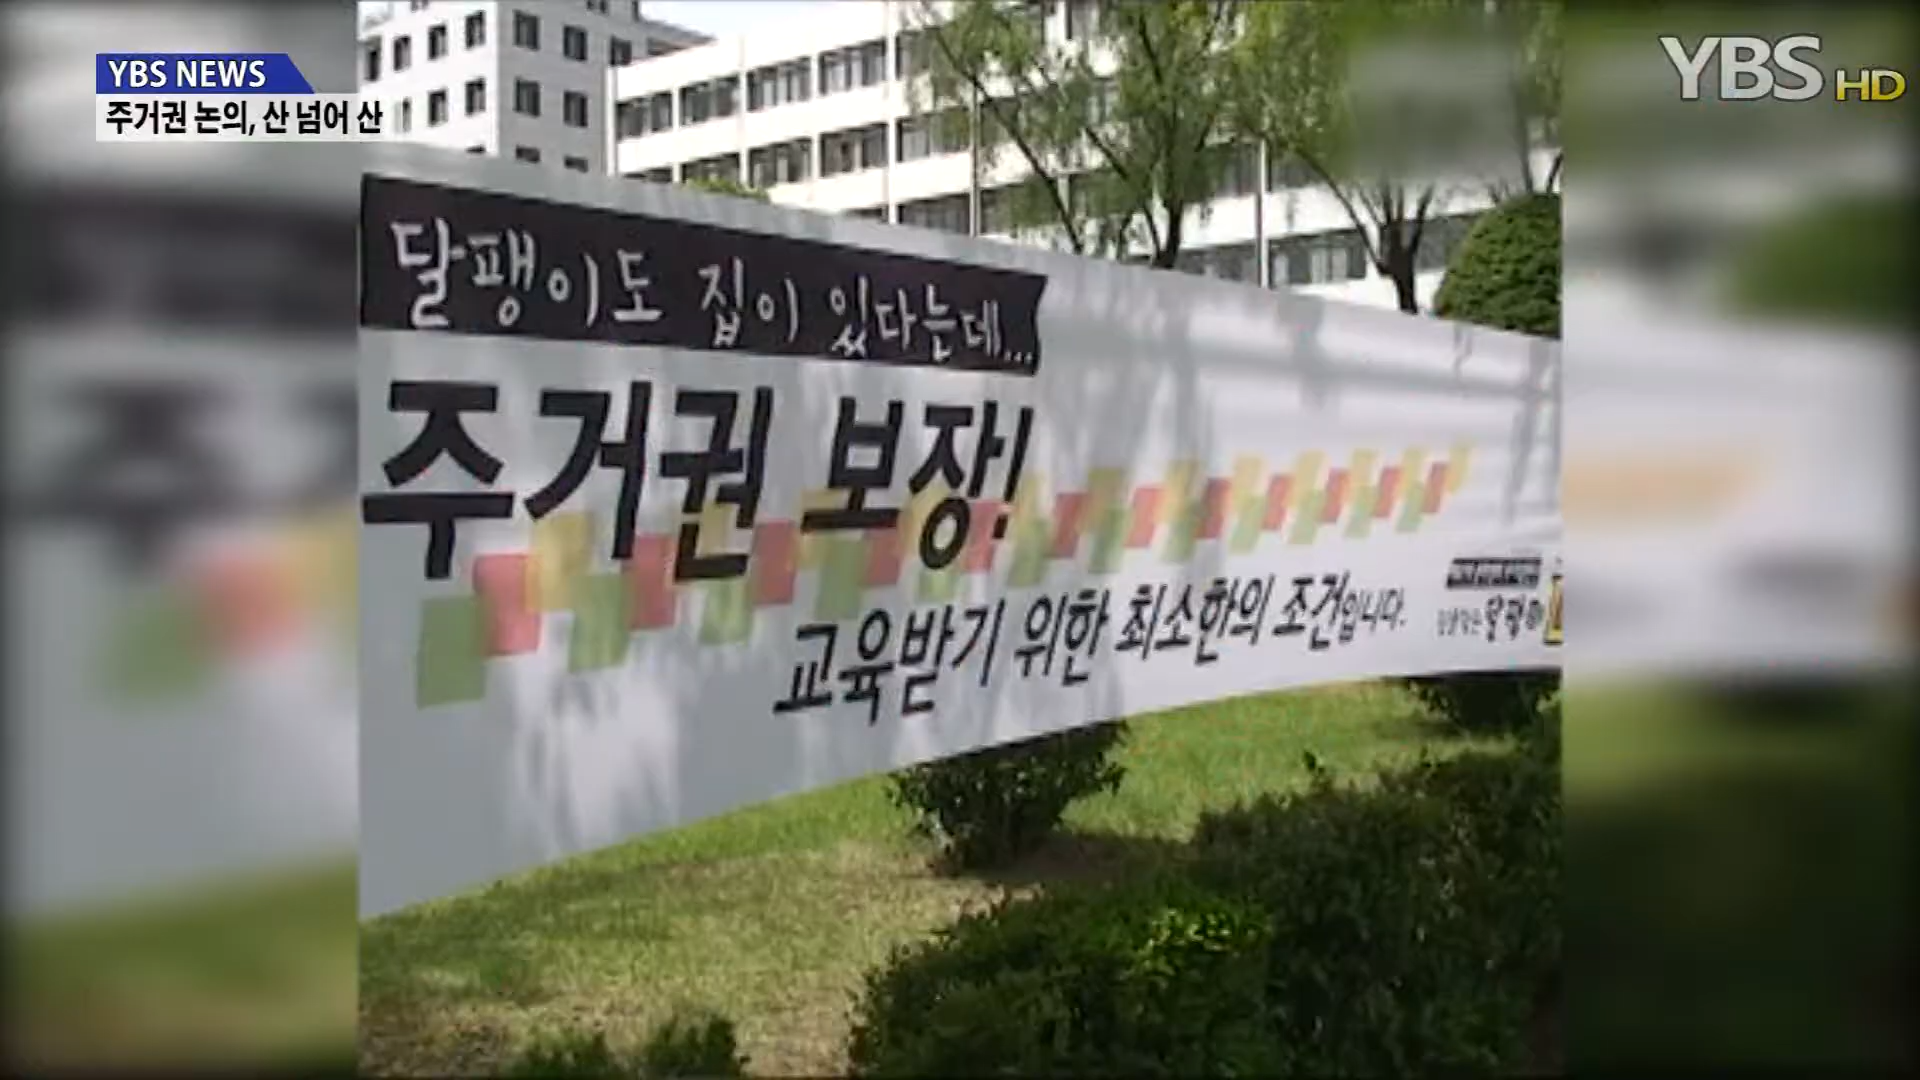 YBS NEWS
주거권 논의, 산 넘어 산
YBS HD
달팽이도 집이 있다는데...
주거권 보장!
교육받기 위한 최소한의 조건입니다.